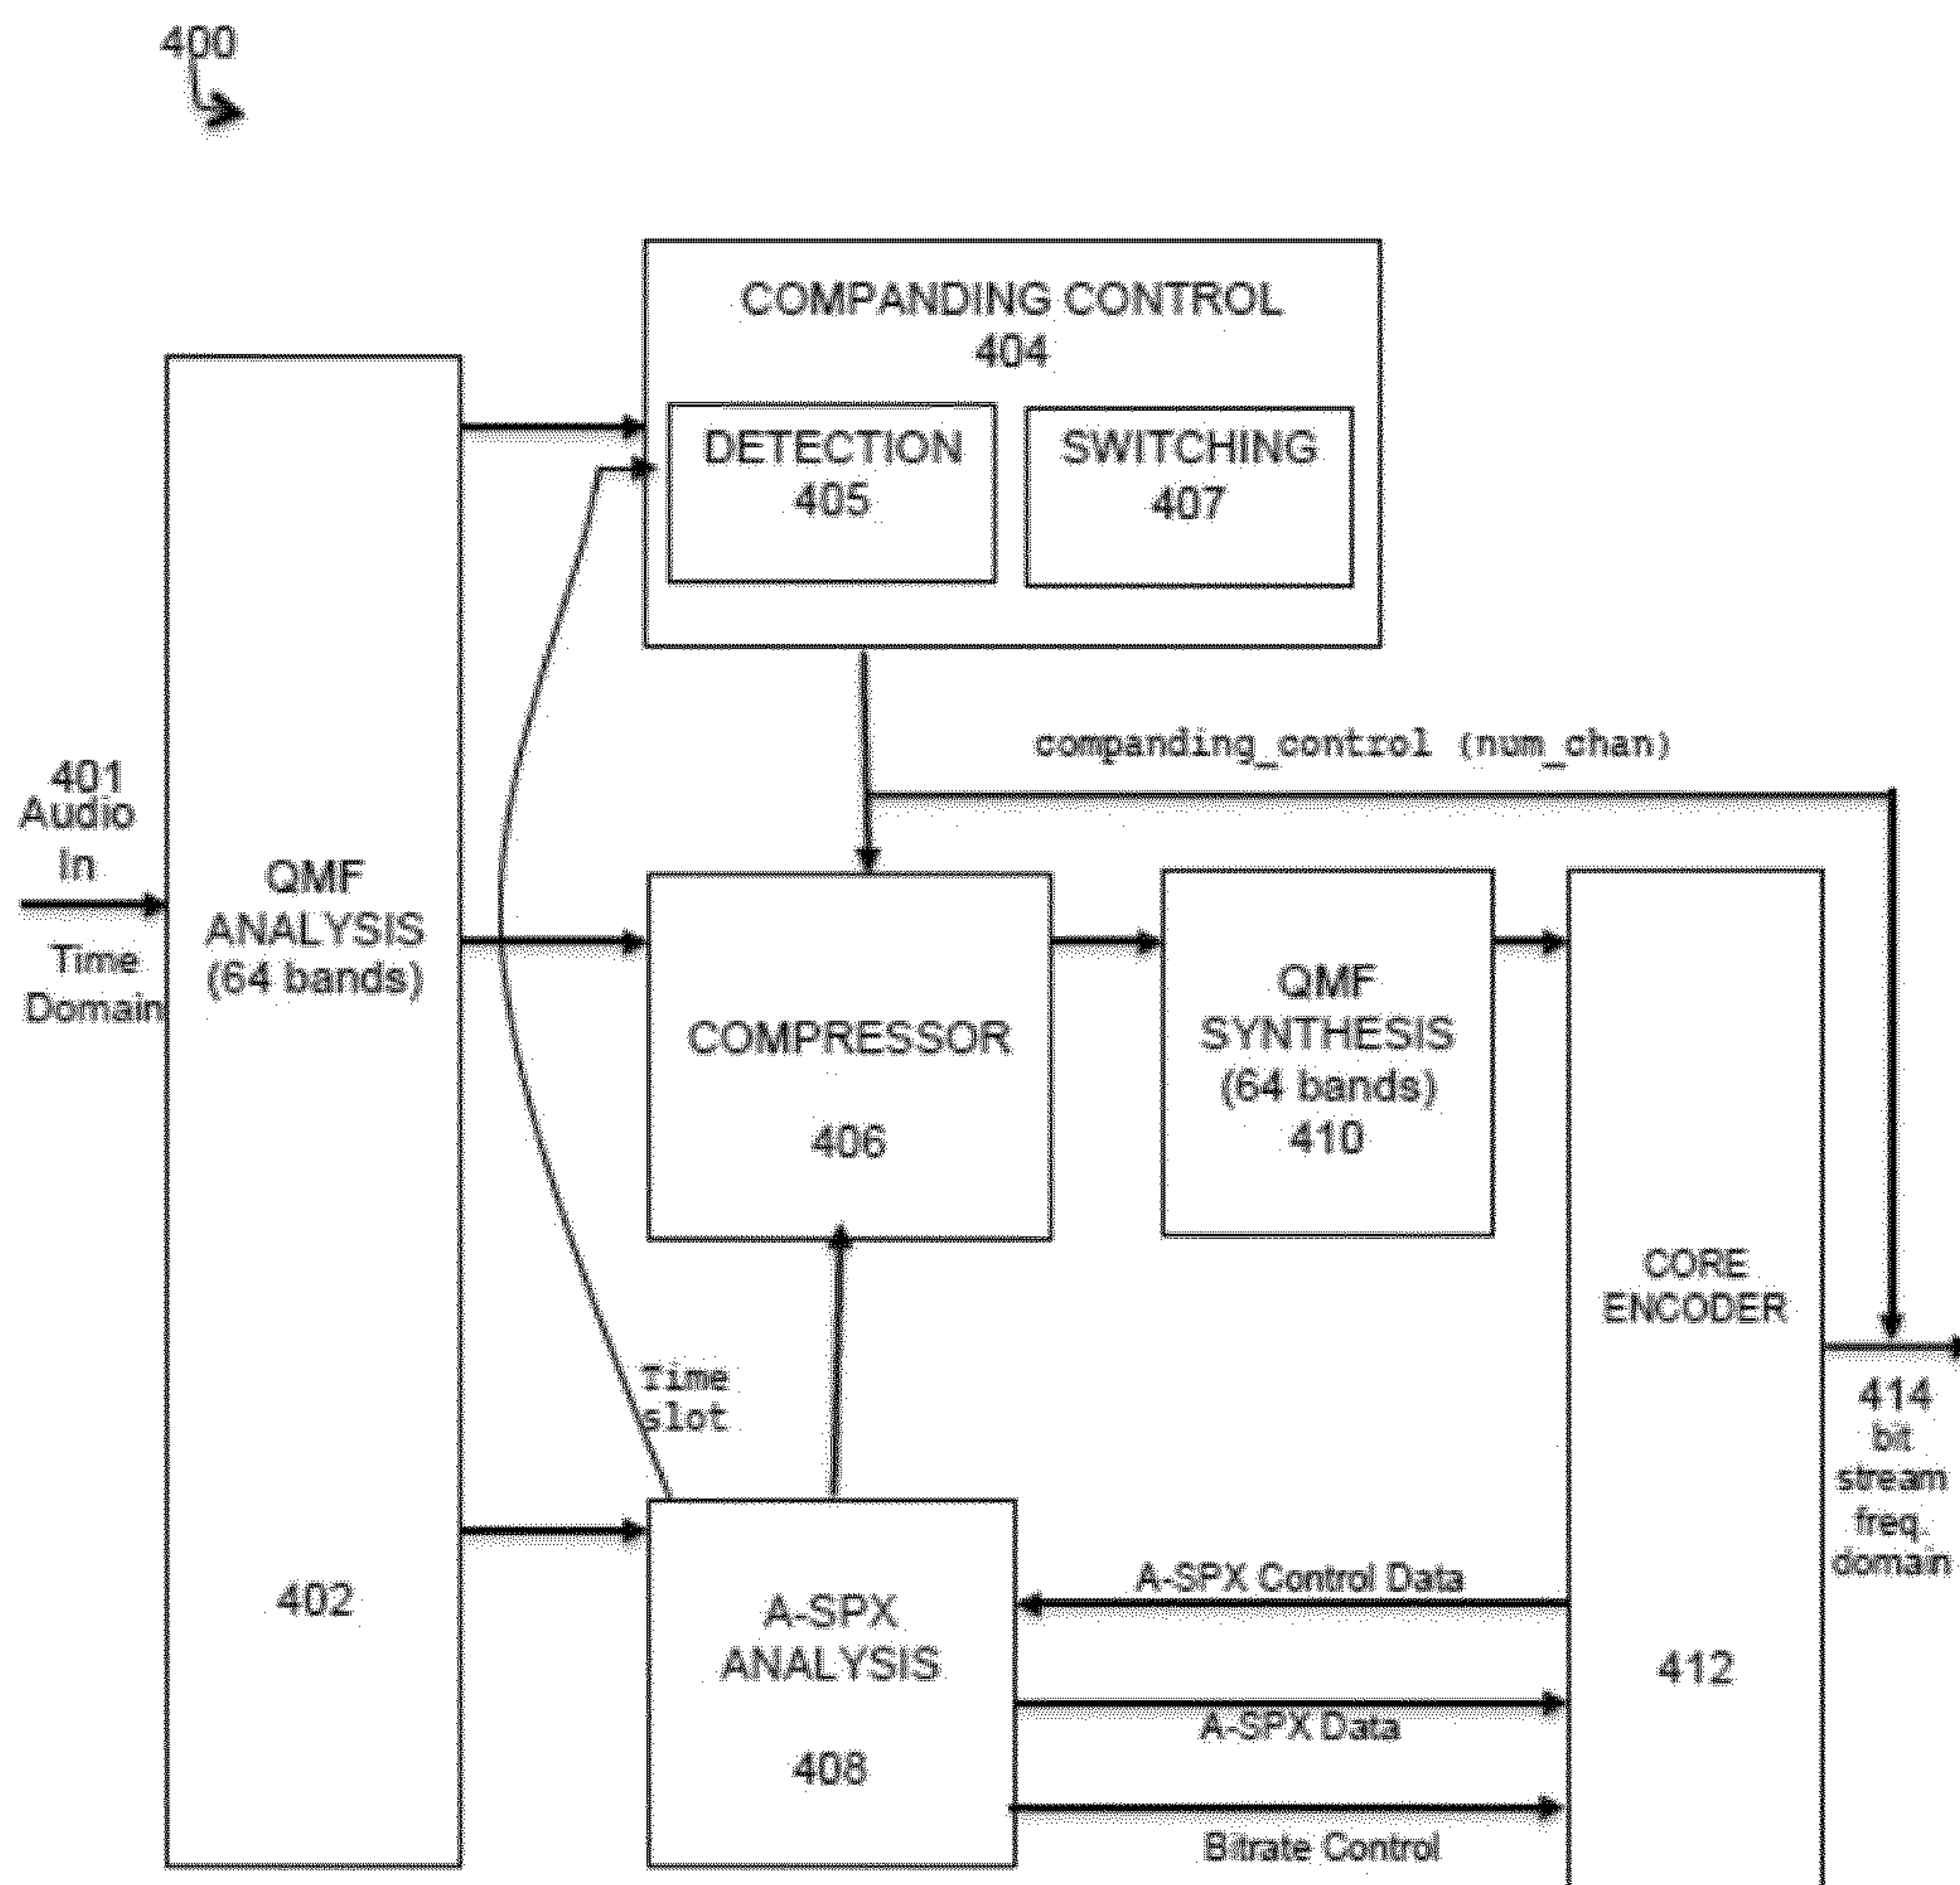 400
COMPANDING CONTROL
404
DETECTION
405
SWITCHING
407
companding_control (num_chan)
401
Audio
In
Time
Domain
QMF
ANALYSIS
(64 bands)
402
COMPRESSOR
406
QMF
SYNTHESIS
(64 bands)
410
CORE
ENCODER
412
414
bit
stream
freq.
domain
Time
slot
A-SPX
ANALYSIS
408
A-SPX Control Data
A-SPX Data
Bitrate Control